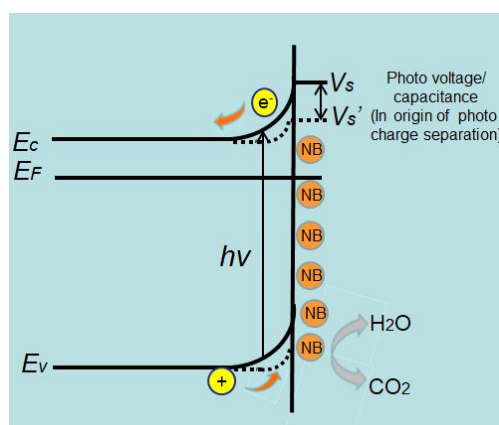 Vs
Photo voltage/
capacitance
Vs'
(In origin of photo
charge separation)
e-
Ec
EF
NB
NB
NB
NB
NB
NB
hv
Ev
+
H2O
CO2